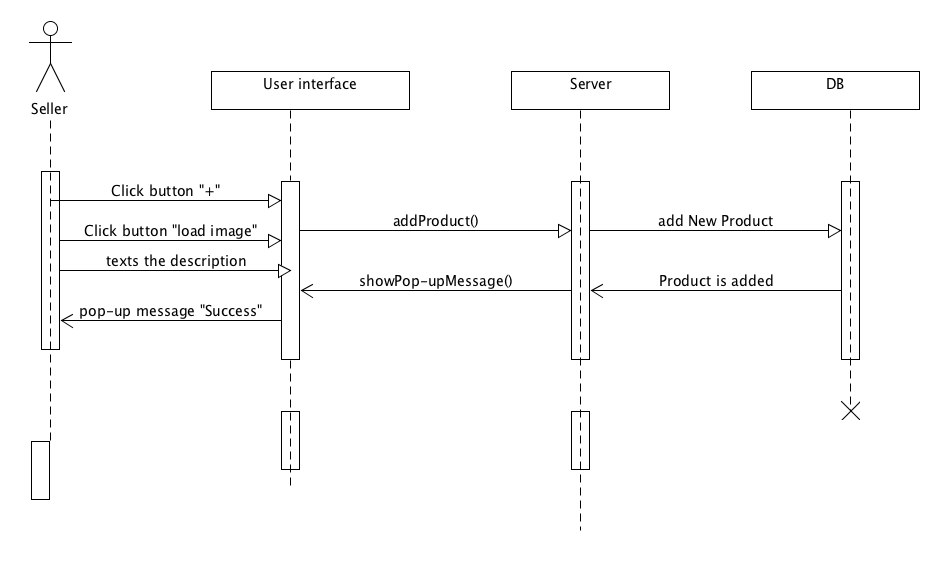 User interface
Server
DB
Seller
Click button "+"
addProduct()
add New Product
Click button "load image"
texts the description
showPop-upMessage()
Product is added
pop-up message "Success"